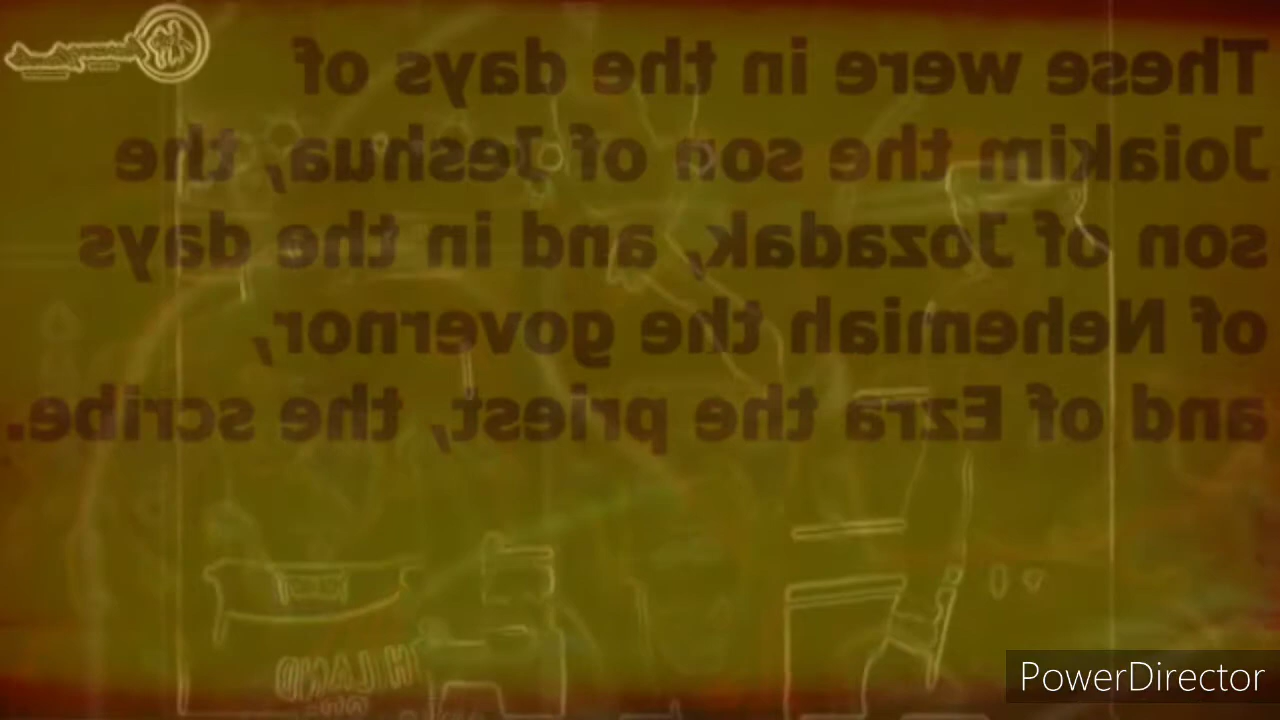 These were in the days of
Joiakim the son of Jeshua, the
son of Jozadak, and in the days
of Nehemiah the governor,
and of Ezra the priest, the scribe.
PowerDirector